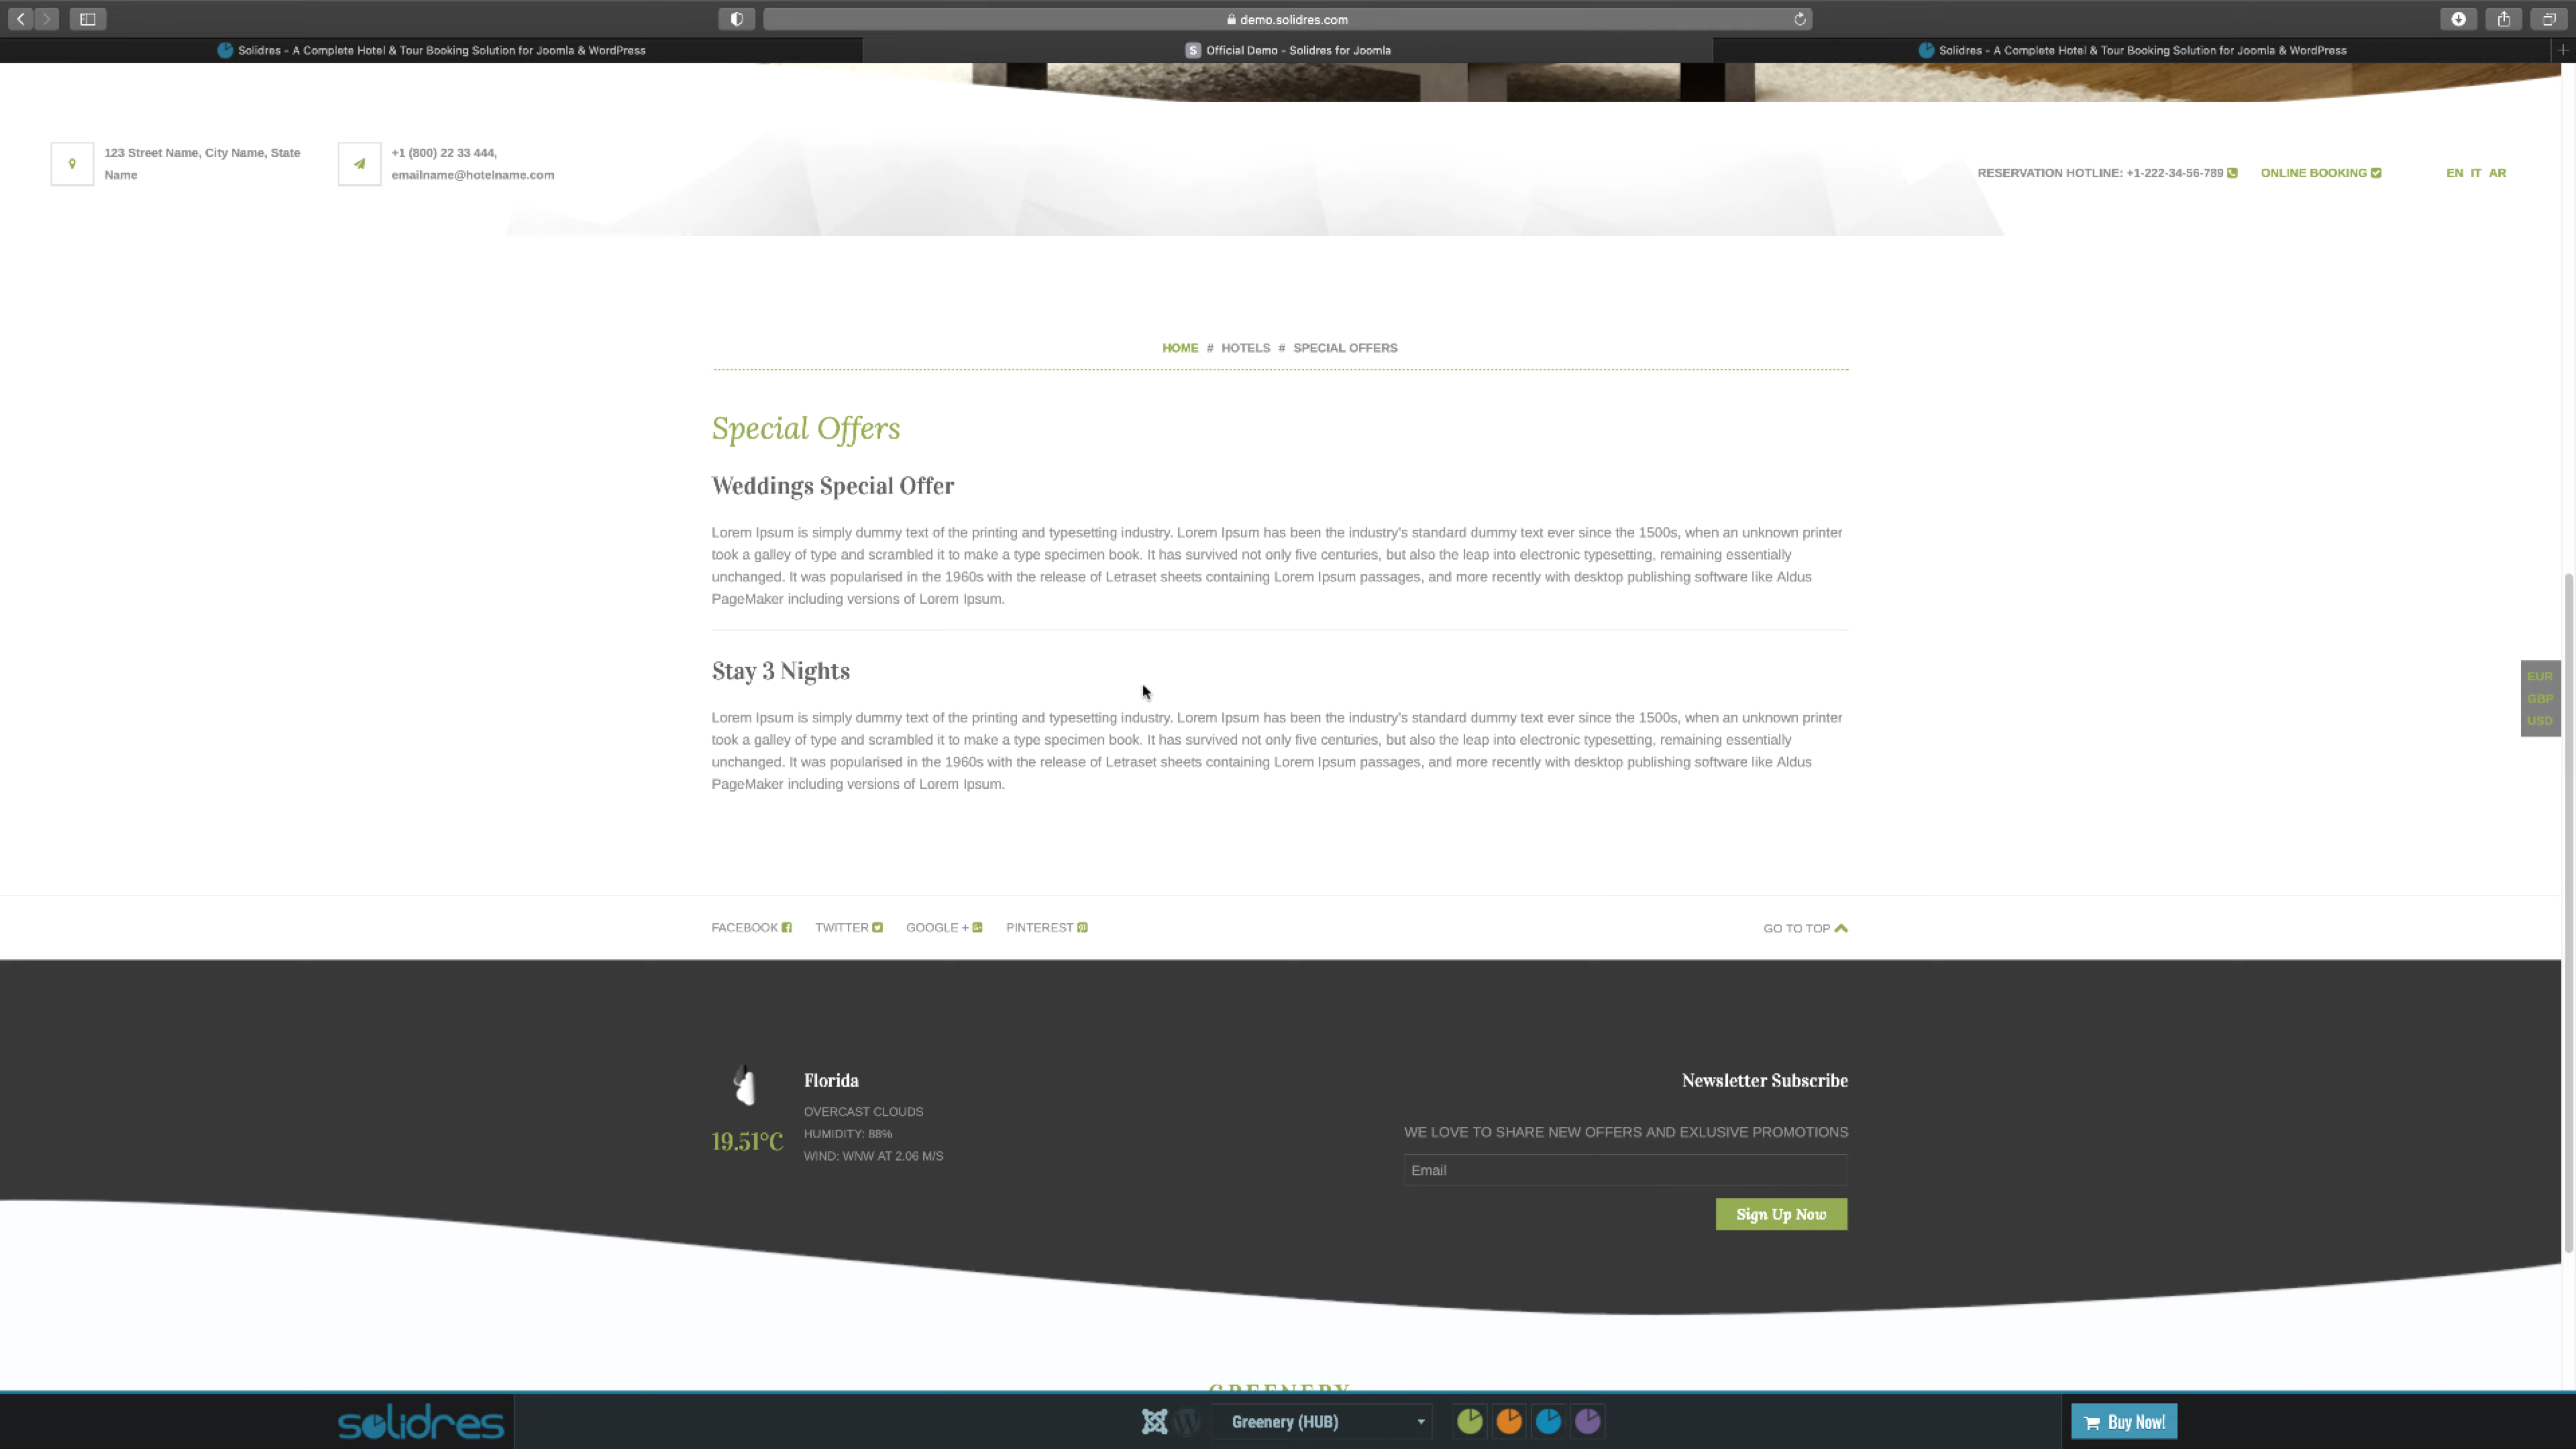 demo.solidres.com
Solidres - A Complete Hotel & Tour Booking Solution for Joomla & WordPress
S Official Demo - Solidres for Joomla
Solidres - A Complete Hotel & Tour Booking Solution for Joomla & WordPress
123 Street Name, City Name, State
Name
+1 (800) 22 33 444,
emailname@hotelname.com
RESERVATION HOTLINE: +1-222-34-56-789
ONLINE BOOKING
EN IT AR
HOME # HOTELS # SPECIAL OFFERS
Special Offers
Weddings Special Offer
Lorem Ipsum is simply dummy text of the printing and typesetting industry. Lorem Ipsum has been the industry's standard dummy text ever since the 1500s, when an unknown printer
took a galley of type and scrambled it to make a type specimen book. It has survived not only five centuries, but also the leap into electronic typesetting, remaining essentially
unchanged. It was popularised in the 1960s with the release of Letraset sheets containing Lorem Ipsum passages, and more recently with desktop publishing software like Aldus
PageMaker including versions of Lorem Ipsum.
Stay 3 Nights
Lorem Ipsum is simply dummy text of the printing and typesetting industry. Lorem Ipsum has been the industry's standard dummy text ever since the 1500s, when an unknown printer
took a galley of type and scrambled it to make a type specimen book. It has survived not only five centuries, but also the leap into electronic typesetting, remaining essentially
unchanged. It was popularised in the 1960s with the release of Letraset sheets containing Lorem Ipsum passages, and more recently with desktop publishing software like Aldus
PageMaker including versions of Lorem Ipsum.
EUR
GBP
USD
FACEBOOK TWITTER GOOGLE + PINTEREST
GO TO TOP
19.51°C
Florida
OVERCAST CLOUDS
HUMIDITY: 88%
WIND: WNW AT 2.06 M/S
Newsletter Subscribe
WE LOVE TO SHARE NEW OFFERS AND EXLUSIVE PROMOTIONS
Email
Sign Up Now
GREENERY
solidres
Greenery (HUB)
Buy Now!